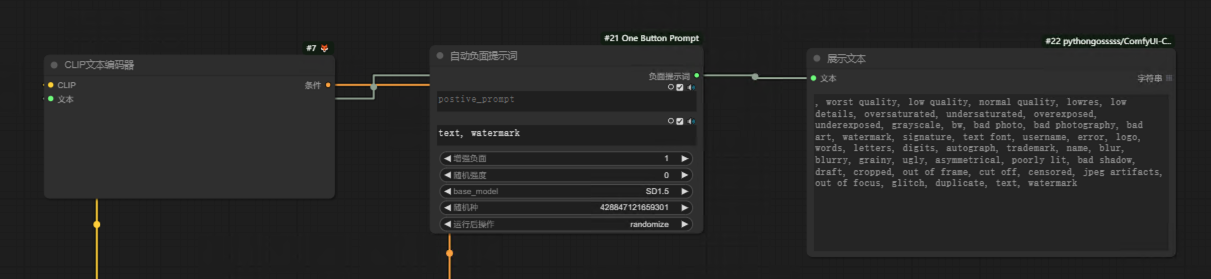 #7
CLIP文本编码器
CLIP
条件
文本
#21 One Button Prompt
自动负面提示词
负面提示词
postive_prompt
text, watermark
增强负面 1
随机强度 0
base_model SD1.5
随机种 428847121659301
运行后操作 randomize
#22 pythongosssss/ComfyUI-C..
展示文本
文本
字符串
, worst quality, low quality, normal quality, lowres, low
details, oversaturated, undersaturated, overexposed,
underexposed, grayscale, bw, bad photo, bad photography, bad
art, watermark, signature, text font, username, error, logo,
words, letters, digits, autograph, trademark, name, blur,
blurry, grainy, ugly, asymmetrical, poorly lit, bad shadow,
draft, cropped, out of frame, cut off, censored, jpeg artifacts,
out of focus, glitch, duplicate, text, watermark